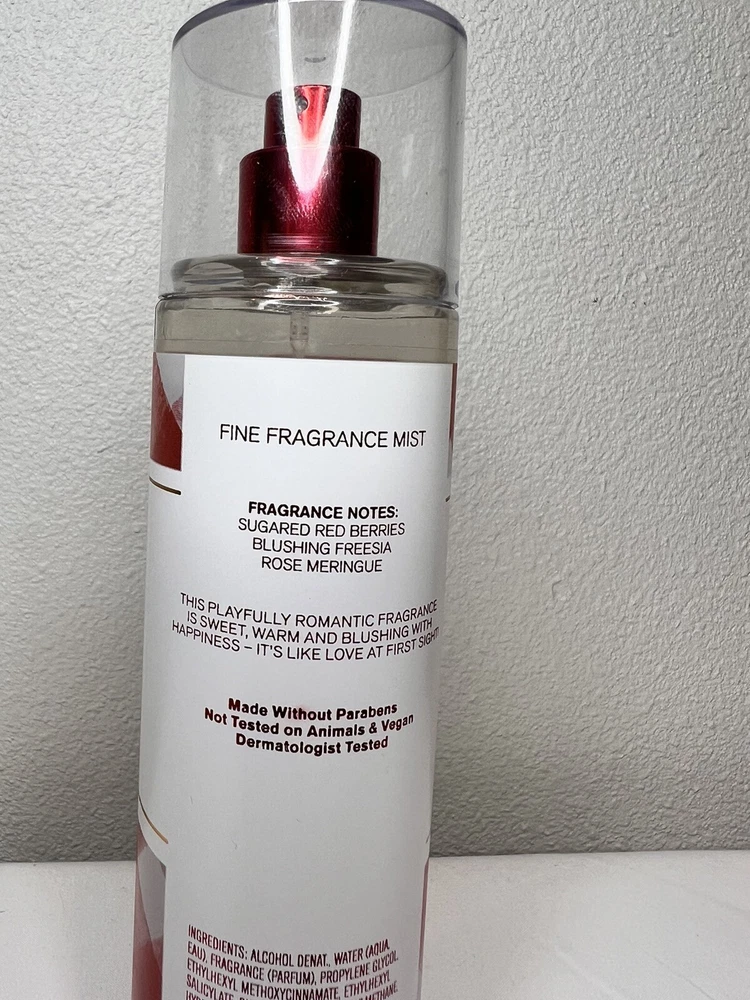 FINE FRAGRANCE MIST
FRAGRANCE NOTES:
SUGARED RED BERRIES
BLUSHING FREESIA
ROSE MERINGUE
THIS PLAYFULLY ROMANTIC FRAGRANCE
IS SWEET, WARM AND BLUSHING WITH
HAPPINESS – IT'S LIKE LOVE AT FIRST SIGHT!
Made Without Parabens
Not Tested on Animals & Vegan
Dermatologist Tested
INGREDIENTS: ALCOHOL DENAT., WATER (AQUA,
EAU), FRAGRANCE (PARFUM), PROPYLENE GLYCOL,
ETHYLHEXYL METHOXYCINNAMATE, ETHYLHEXYL
SALICYLATE,